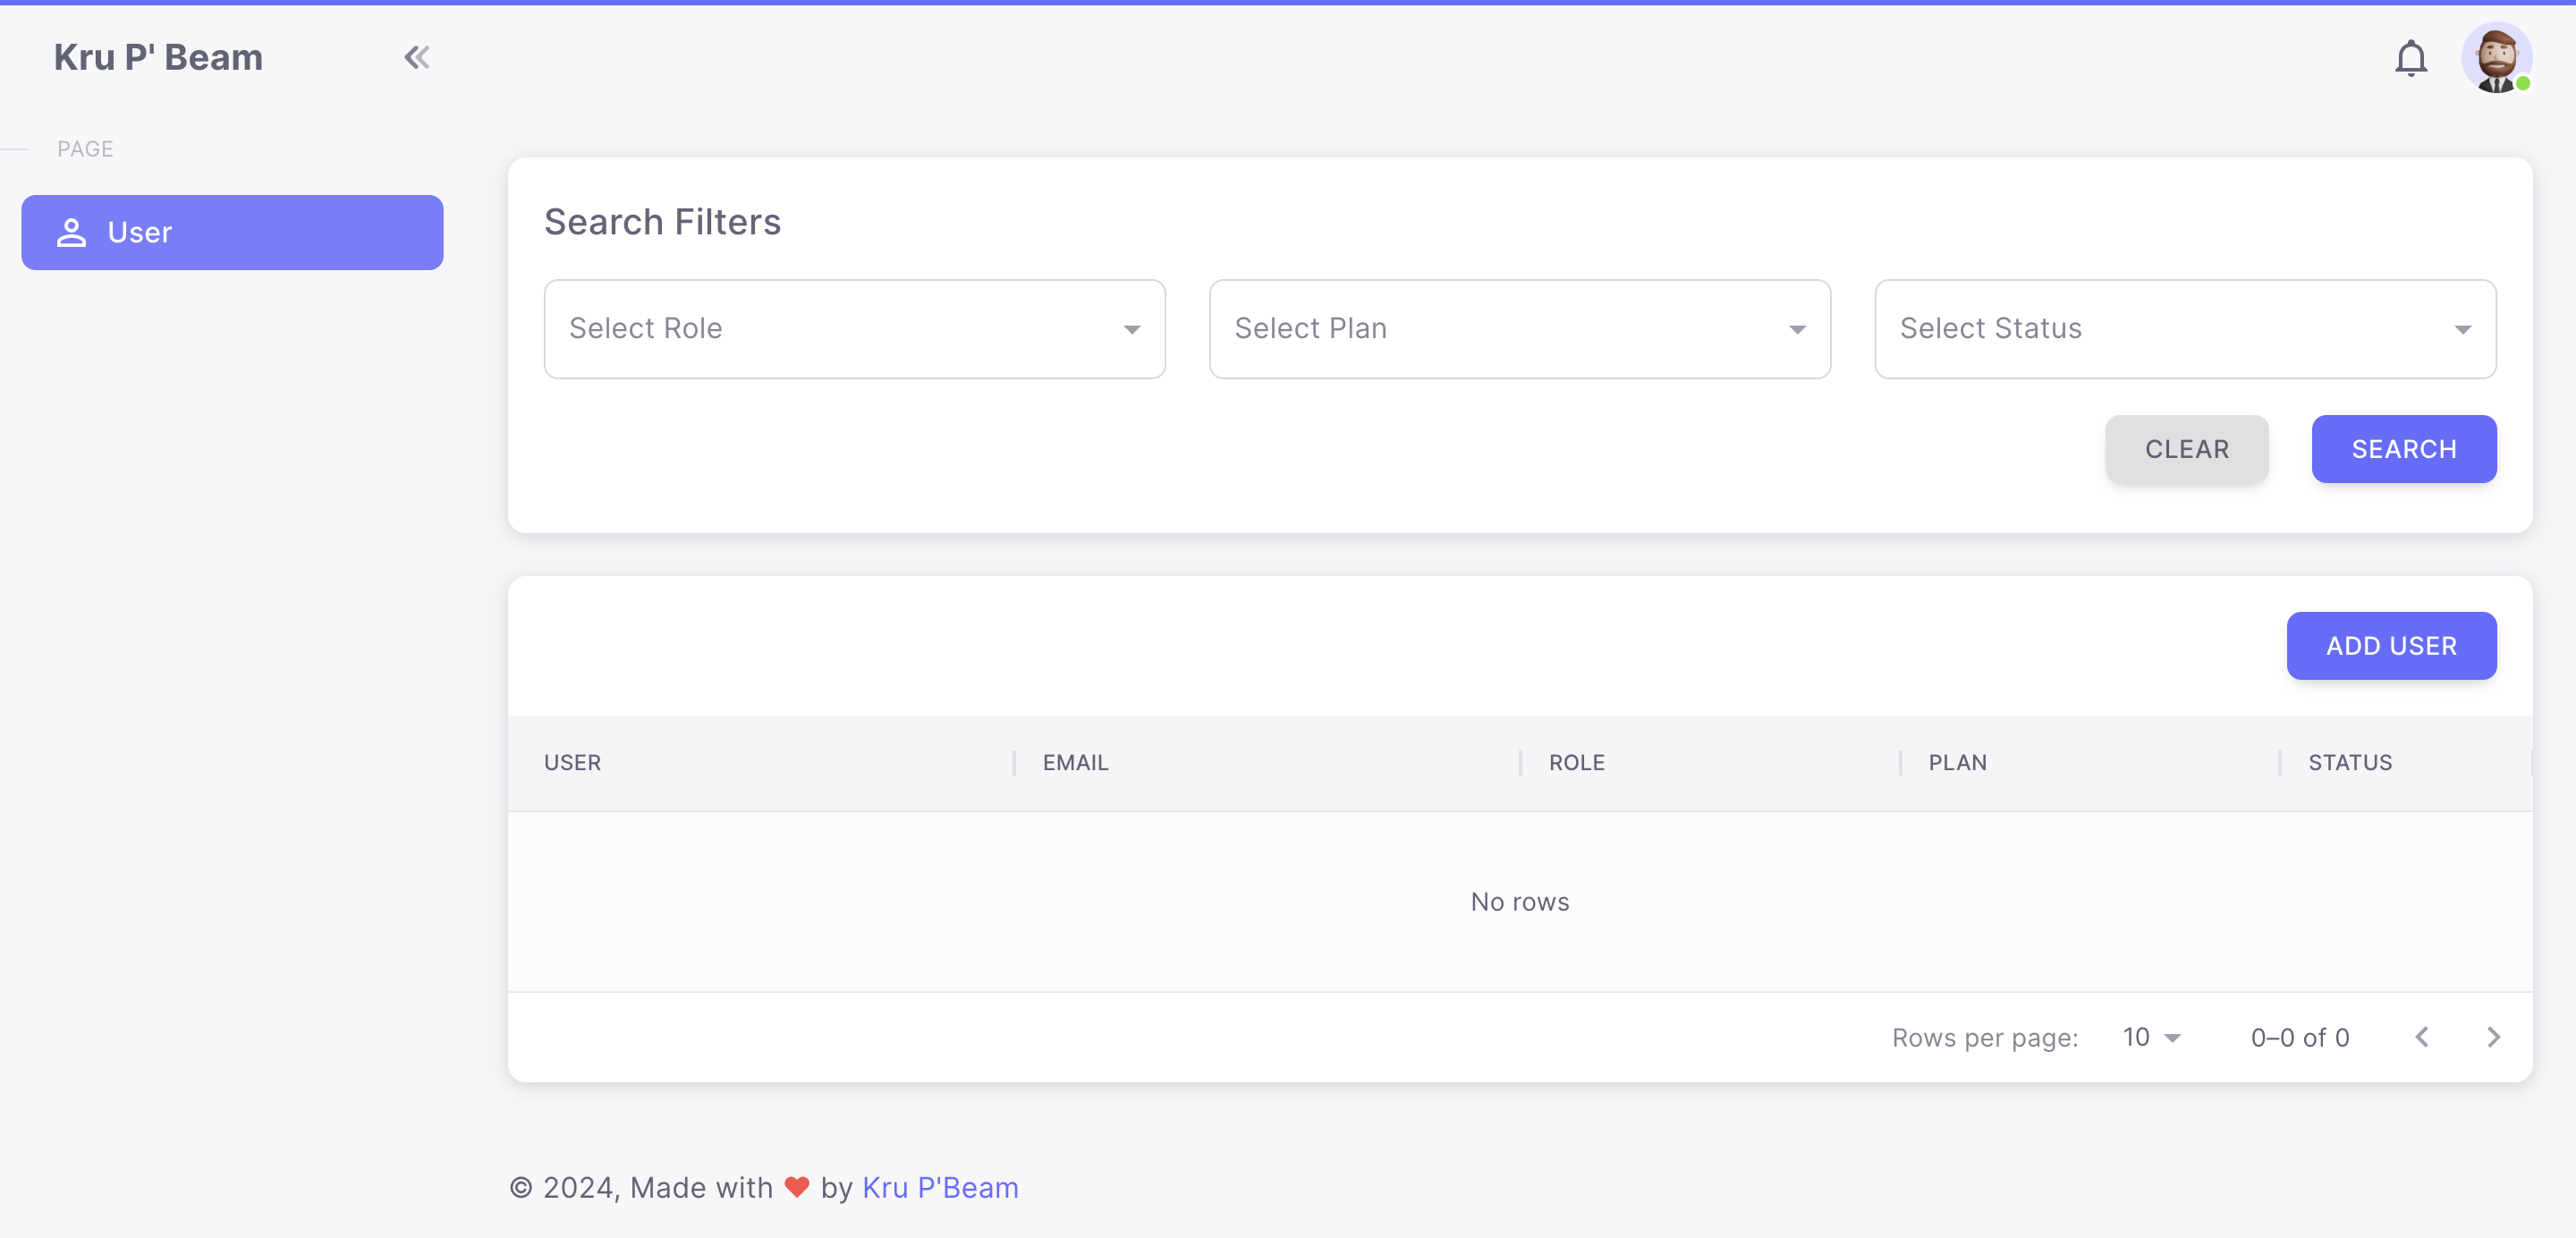 Kru P' Beam
PAGE
User
Search Filters
Select Role
Select Plan
Select Status
CLEAR
SEARCH
ADD USER
USER
EMAIL
ROLE
PLAN
STATUS
No rows
Rows per page:
10
0–0 of 0
© 2024, Made with ❤ by Kru P'Beam